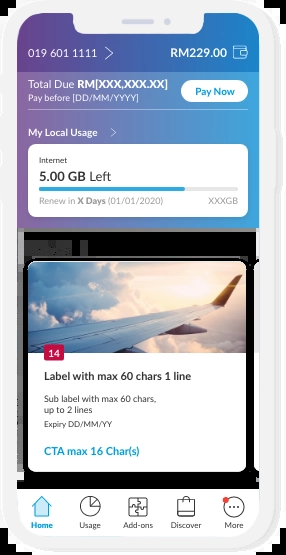 019 601 1111
RM229.00
Total Due RM[XXX,XXX.XX]
Pay before [DD/MM/YYYY]
Pay Now
My Local Usage
Internet
5.00 GB Left
Renew in X Days (01/01/2020)
XXXGB
14
Label with max 60 chars 1 line
Sub label with max 60 chars,
up to 2 lines
Expiry DD/MM/YY
CTA max 16 Char(s)
Home
Usage
Add-ons
Discover
More